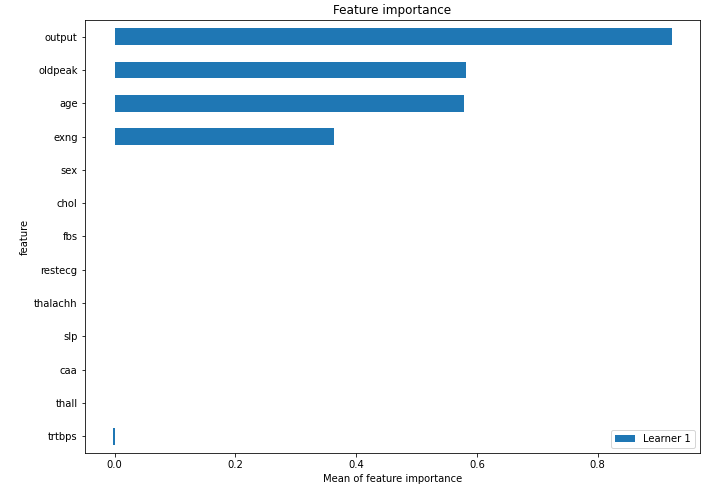 Feature importance
output
oldpeak
age
exng
sex
chol
fbs
restecg
thalachh
slp
caa
thall
trtbps
feature
0.0 0.2 0.4 0.6 0.8
Mean of feature importance
Learner 1